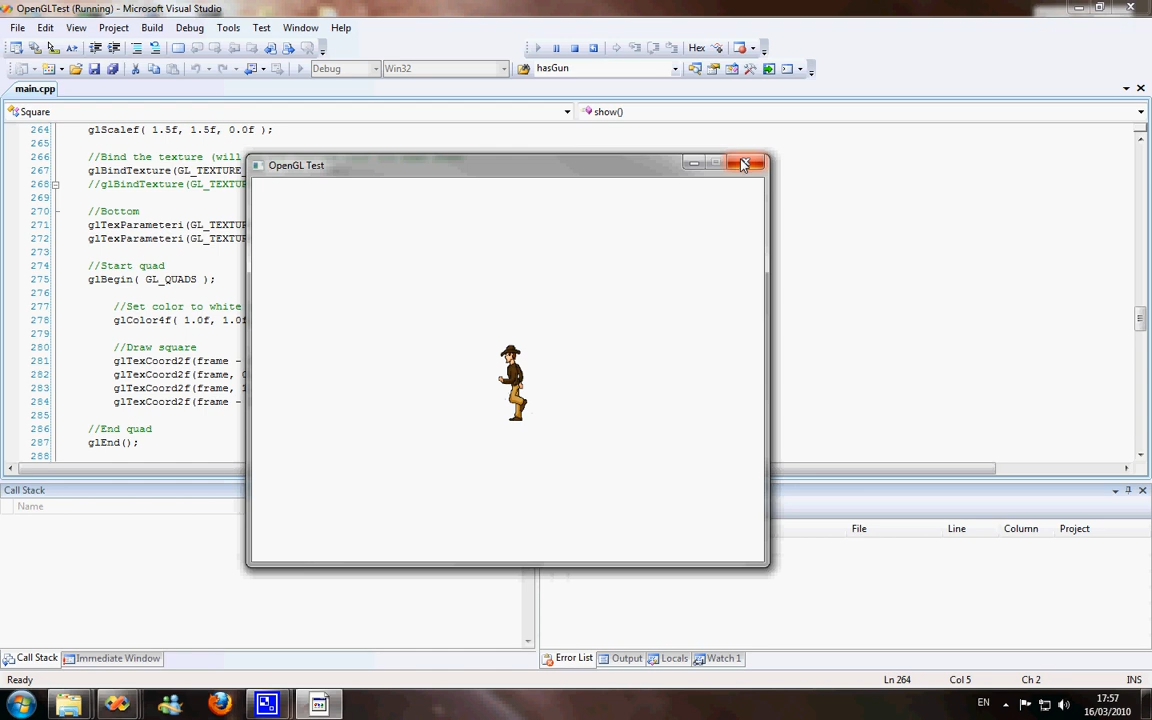 OpenGLTest (Running) - Microsoft Visual Studio
File Edit View Project Build Debug Tools Test Window Help
Hex
Debug Win32 hasGun
main.cpp
Square show()
264 glScalef( 1.5f, 1.5f, 0.0f );
265
266 //Bind the texture (will
267 glBindTexture(GL_TEXTURE_
268 //glBindTexture(GL_TEXTUR
269
270 //Bottom
271 glTexParameteri(GL_TEXTUR
272 glTexParameteri(GL_TEXTUR
273
274 //Start quad
275 glBegin( GL_QUADS );
276
277 //Set color to white
278 glColor4f( 1.0f, 1.0f
279
280 //Draw square
281 glTexCoord2f(frame -
282 glTexCoord2f(frame, 0
283 glTexCoord2f(frame, 1
284 glTexCoord2f(frame -
285
286 //End quad
287 glEnd();
288
OpenGL Test
Call Stack
Name
File Line Column Project
Call Stack Immediate Window
Error List Output Locals Watch 1
Ready Ln 264 Col 5 Ch 2 INS
EN 17:57
16/03/2010